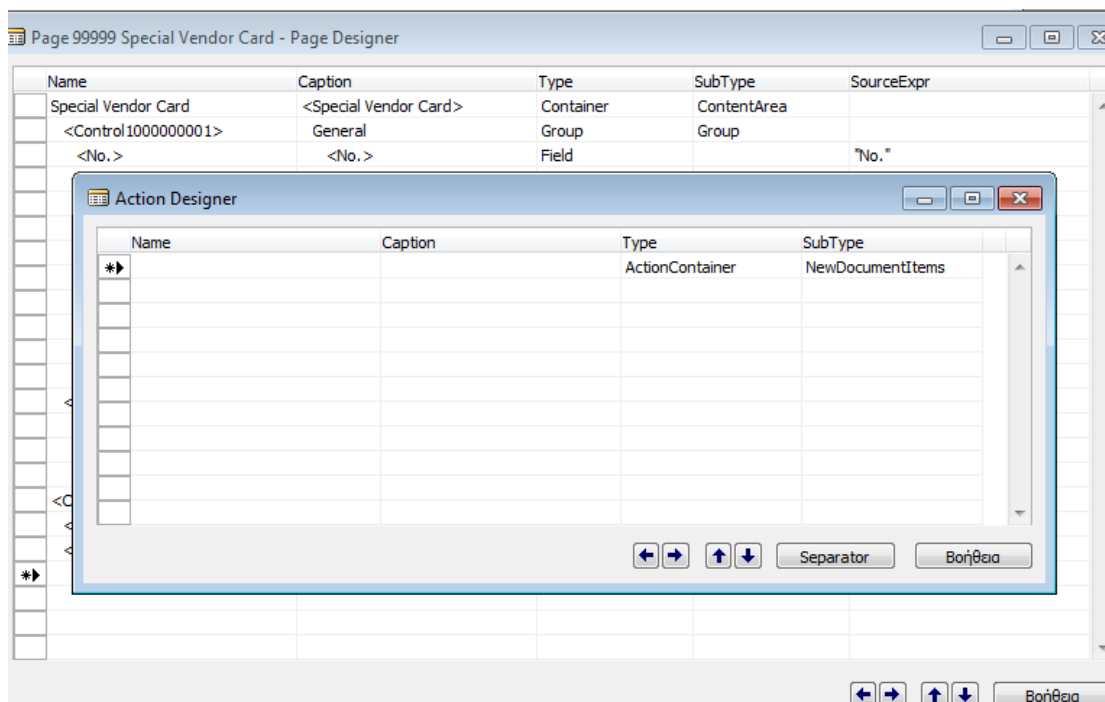 Page 99999 Special Vendor Card - Page Designer
Name Caption Type SubType SourceExpr
Special Vendor Card <Special Vendor Card> Container ContentArea
<Control1000000001> General Group Group
<No.> <No.> Field "No."
Action Designer
Name Caption Type SubType
ActionContainer NewDocumentItems
<
<C
<
<
Separator Βοήθεια
Βοήθεια